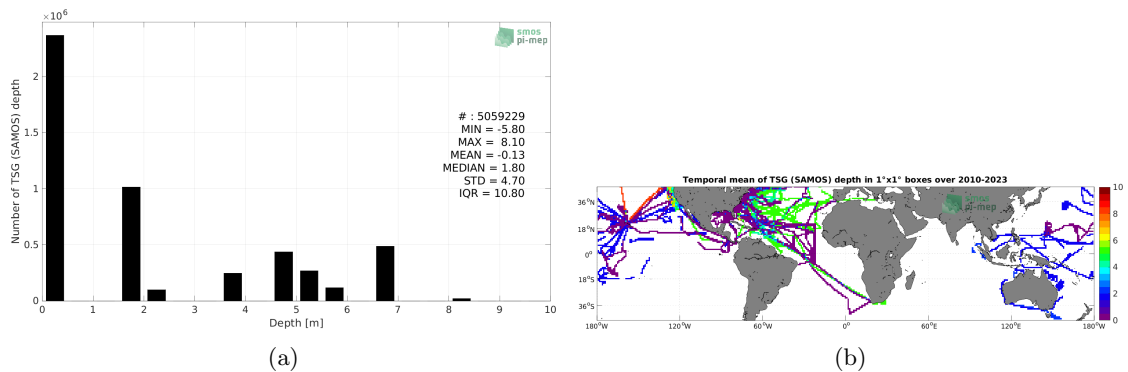 ×10⁶
smos
pi-mep
2
1.5
1
0.5
0
Number of TSG (SAMOS) depth
# : 5059229
MIN = -5.80
MAX = 8.10
MEAN = -0.13
MEDIAN = 1.80
STD = 4.70
IQR = 10.80
0 1 2 3 4 5 6 7 8 9 10
Depth [m]
(a)
Temporal mean of TSG (SAMOS) depth in 1°x1° boxes over 2010-2023
smos
pi-mep
36°N
18°N
0°
18°S
36°S
180°W 120°W 60°W 0° 60°E 120°E 180°E
10
8
6
4
2
0
(b)